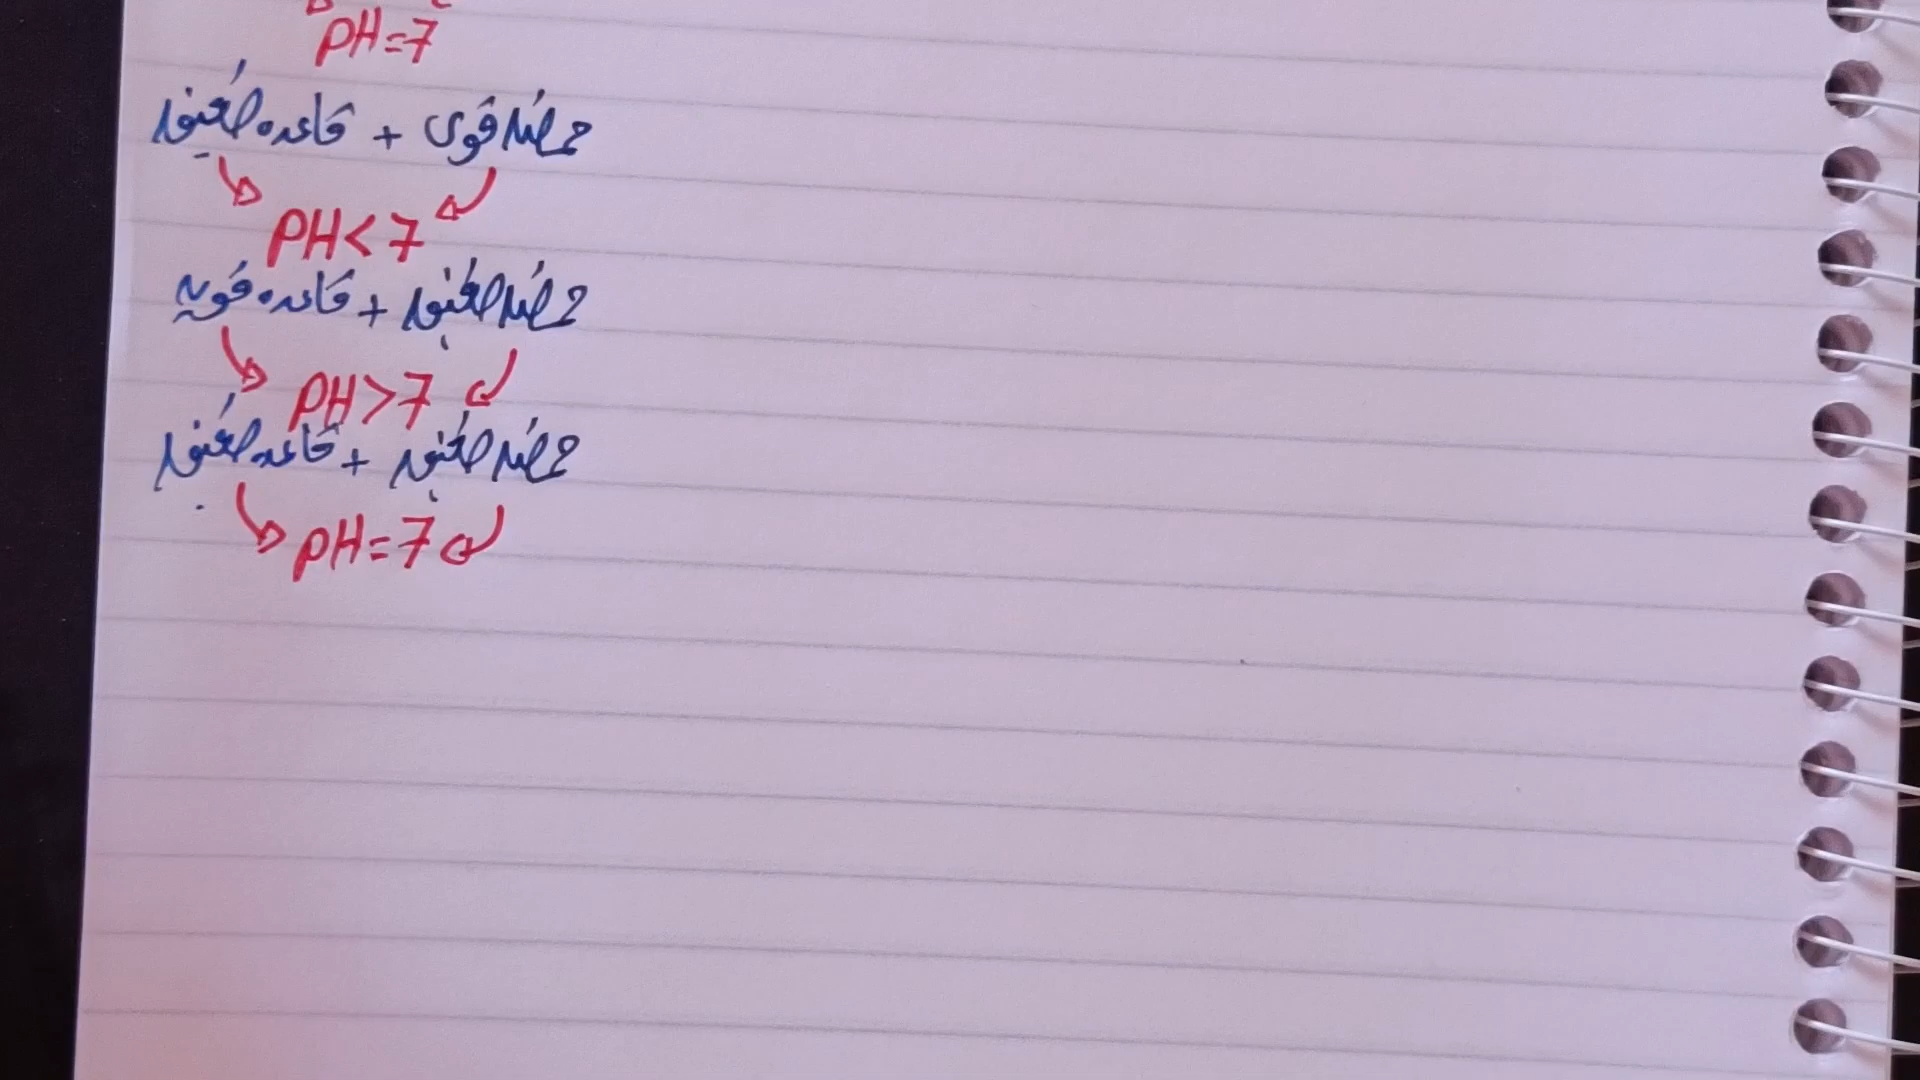 pH=7
حمض قوى + قاعده ضعيفه
PH<7
حمض ضعيف + قاعده قويه
PH>7
حمض ضعيف + قاعده ضعيفه
pH=7